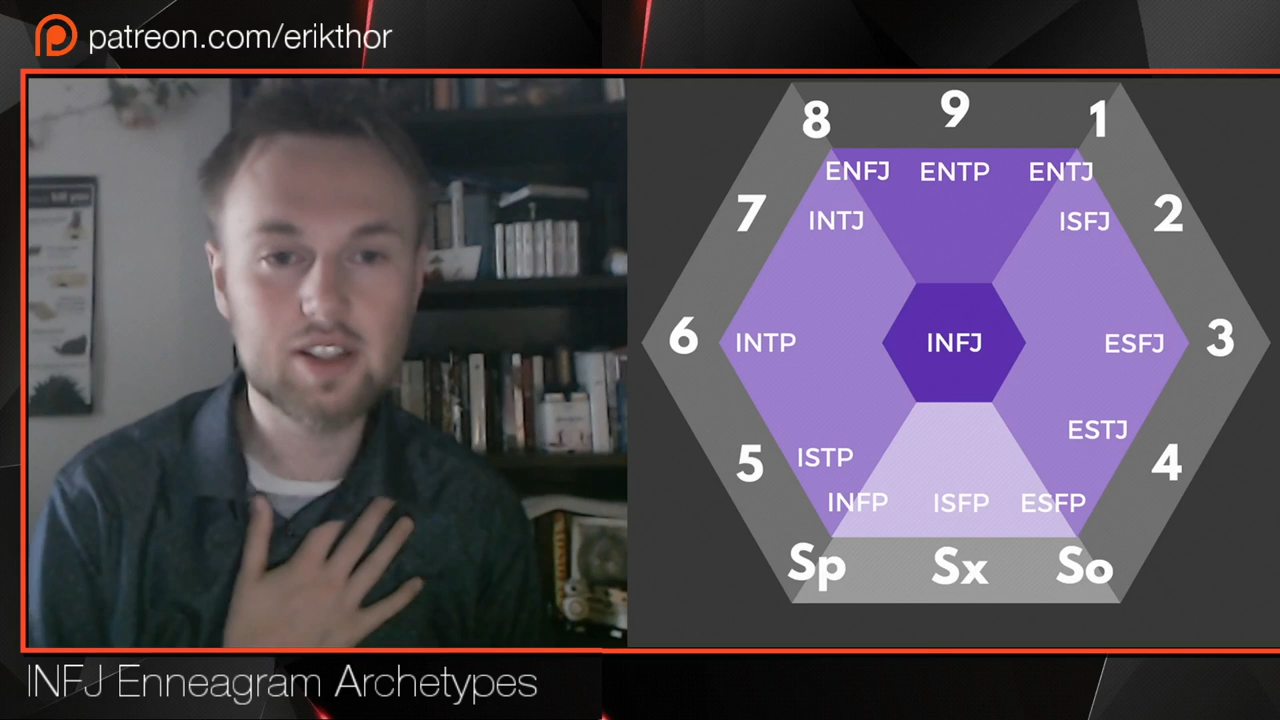 patreon.com/erikthor
8 9 1
ENFJ ENTP ENTJ
7 INTJ ISFJ 2
6 INTP INFJ ESFJ 3
ESTJ
5 ISTP 4
INFP ISFP ESFP
Sp Sx So
INFJ Enneagram Archetypes